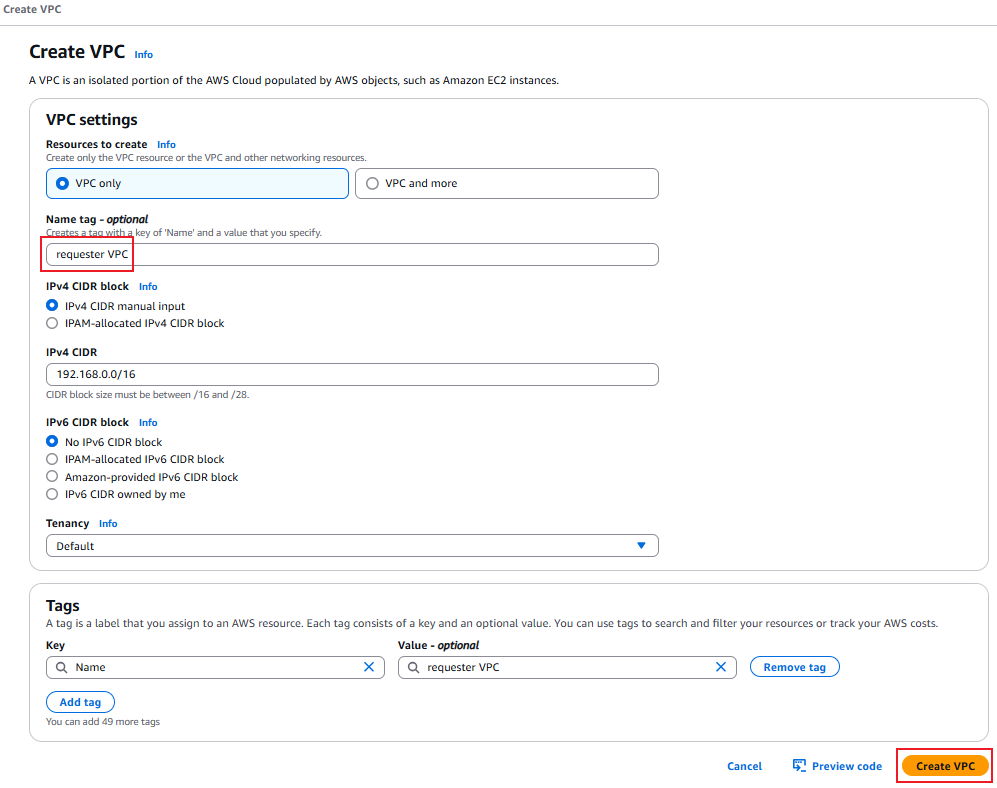 Create VPC
Create VPC Info
A VPC is an isolated portion of the AWS Cloud populated by AWS objects, such as Amazon EC2 instances.
VPC settings
Resources to create Info
Create only the VPC resource or the VPC and other networking resources.
VPC only VPC and more
Name tag - optional
Creates a tag with a key of 'Name' and a value that you specify.
requester VPC
IPv4 CIDR block Info
IPv4 CIDR manual input
IPAM-allocated IPv4 CIDR block
IPv4 CIDR
192.168.0.0/16
CIDR block size must be between /16 and /28.
IPv6 CIDR block Info
No IPv6 CIDR block
IPAM-allocated IPv6 CIDR block
Amazon-provided IPv6 CIDR block
IPv6 CIDR owned by me
Tenancy Info
Default
Tags
A tag is a label that you assign to an AWS resource. Each tag consists of a key and an optional value. You can use tags to search and filter your resources or track your AWS costs.
Key Value - optional
Name requester VPC Remove tag
Add tag
You can add 49 more tags
Cancel Preview code Create VPC